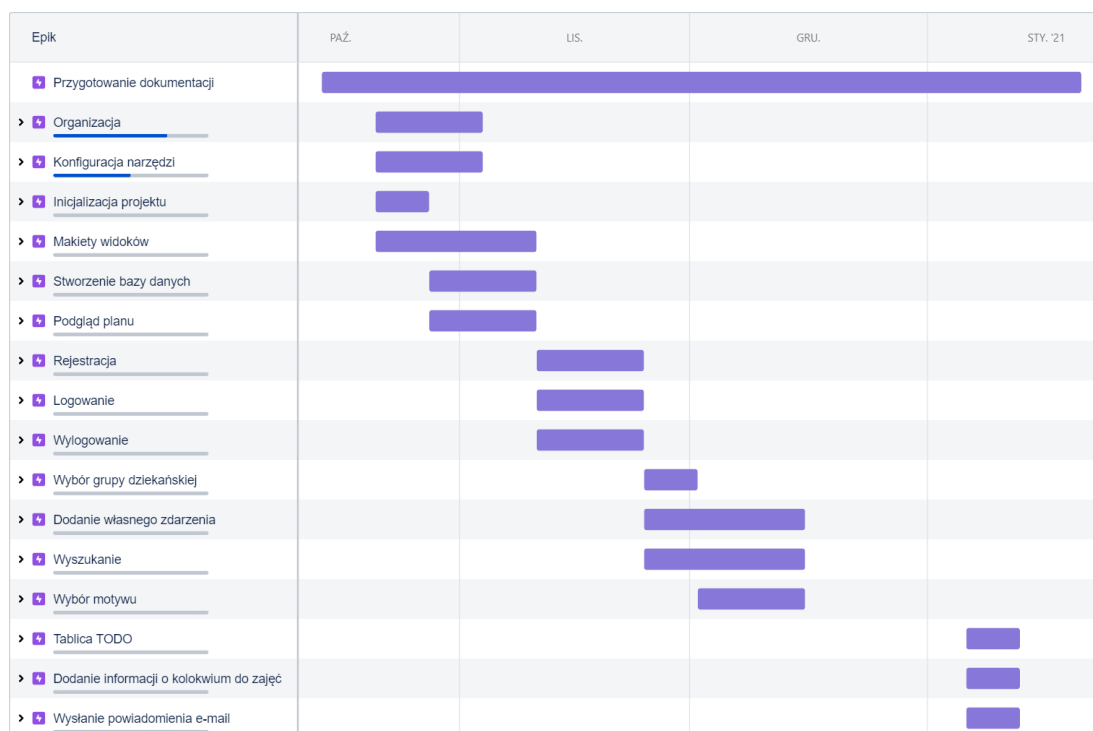 Epik PAŹ. LIS. GRU. STY. '21
Przygotowanie dokumentacji
Organizacja
Konfiguracja narzędzi
Inicjalizacja projektu
Makiety widoków
Stworzenie bazy danych
Podgląd planu
Rejestracja
Logowanie
Wylogowanie
Wybór grupy dziekańskiej
Dodanie własnego zdarzenia
Wyszukanie
Wybór motywu
Tablica TODO
Dodanie informacji o kolokwium do zajęć
Wysłanie powiadomienia e-mail